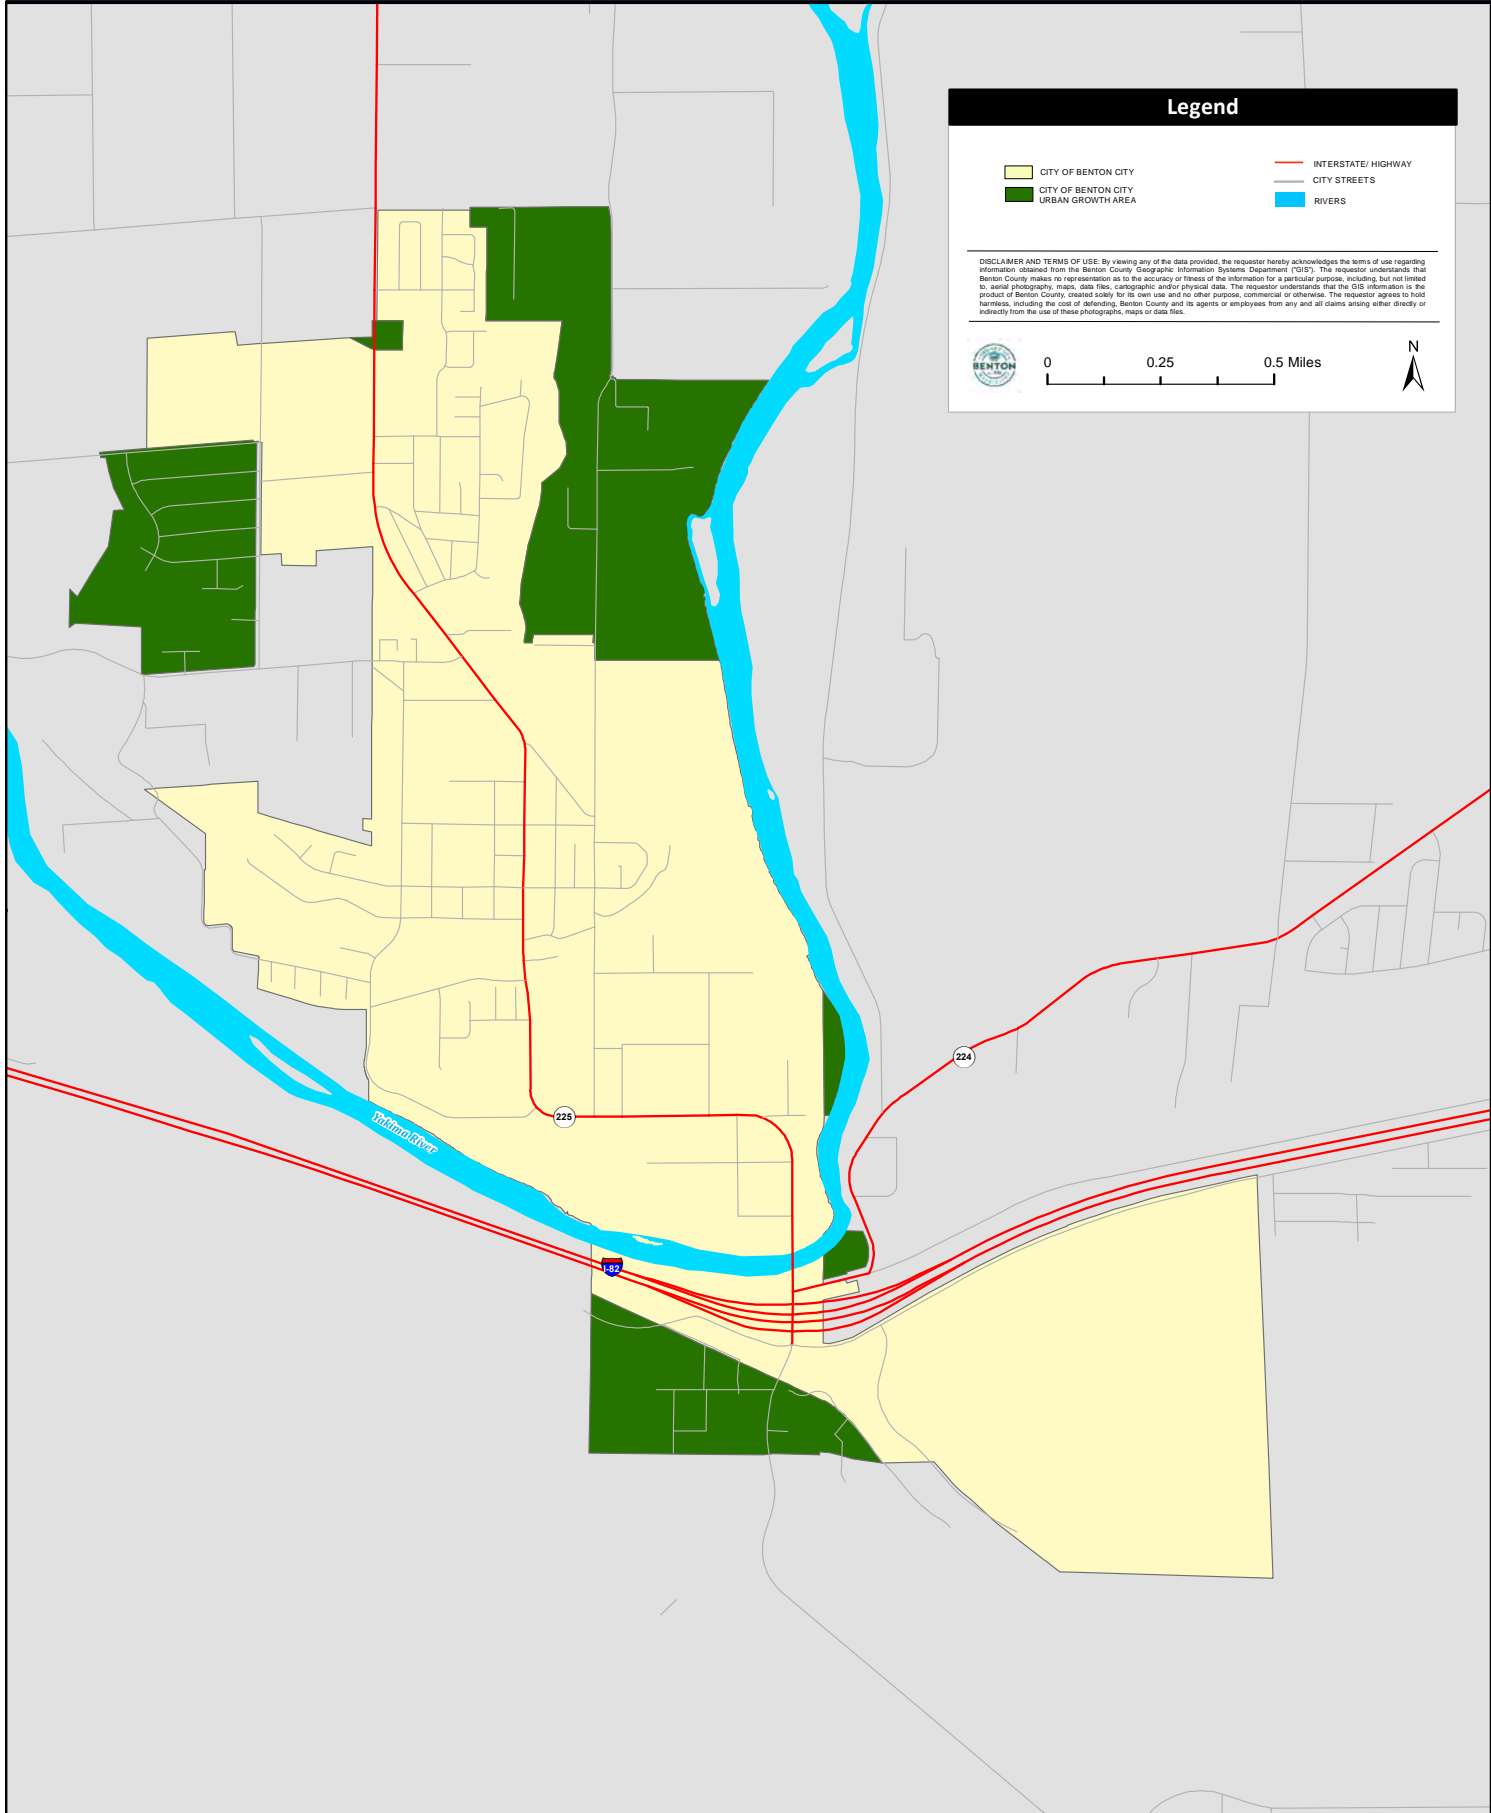 Legend
CITY OF BENTON CITY
CITY OF BENTON CITY
URBAN GROWTH AREA
INTERSTATE/ HIGHWAY
CITY STREETS
RIVERS
DISCLAIMER AND TERMS OF USE: By viewing any of the data provided, the requester hereby acknowledges the terms of use regarding
information obtained from the Benton County Geographic Information Systems Department ("GIS"). The requestor understands that
Benton County makes no representation as to the accuracy or fitness of the information for a particular purpose, including, but not limited
to, aerial photography, maps, data files, cartographic and/or physical data. The requestor understands that the GIS information is the
product of Benton County, created solely for its own use and no other purpose, commercial or otherwise. The requestor agrees to hold
harmless, including the cost of defending, Benton County and its agents or employees from any and all claims arising either directly or
indirectly from the use of these photographs, maps or data files.
BENTON
0 0.25 0.5 Miles
N
224
225
Yakima River
I-82